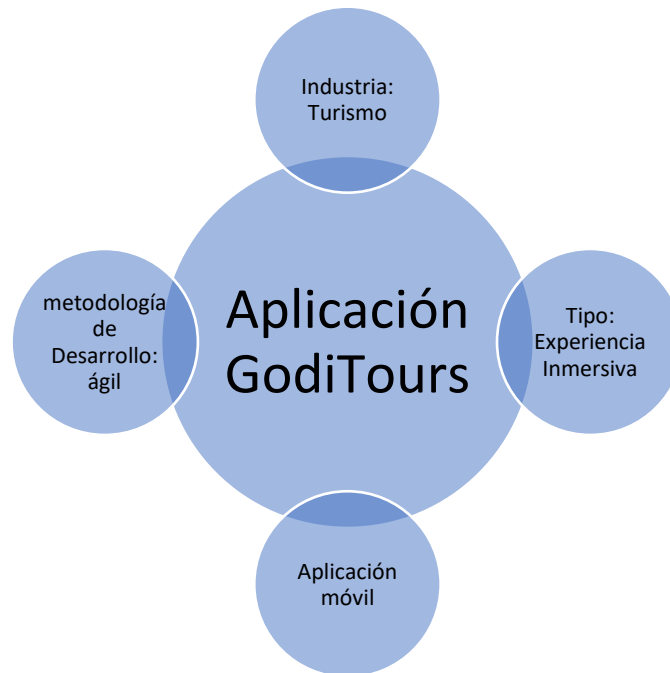 Industria:
Turismo
Aplicación
GodiTours
metodología
de
Desarrollo:
ágil
Tipo:
Experiencia
Inmersiva
Aplicación
móvil